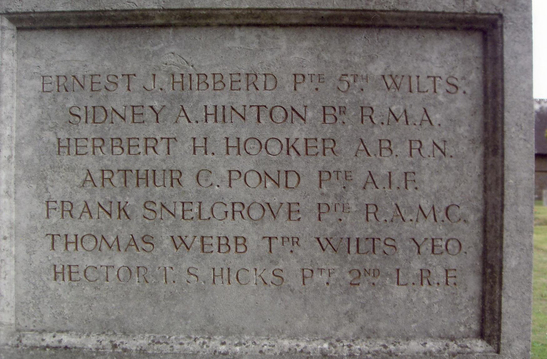 ERNEST J. HIBBERD PTE 5TH WILTS.
SIDNEY A. HINTON BR. R.M.A.
HERBERT H. HOOKER A.B. R.N.
ARTHUR C. POND PTE A.I.F.
FRANK SNELGROVE PTE R.A.M.C.
THOMAS WEBB TPR WILTS YEO.
HECTOR T. S. HICKS. PTE 2ND L.R.F.